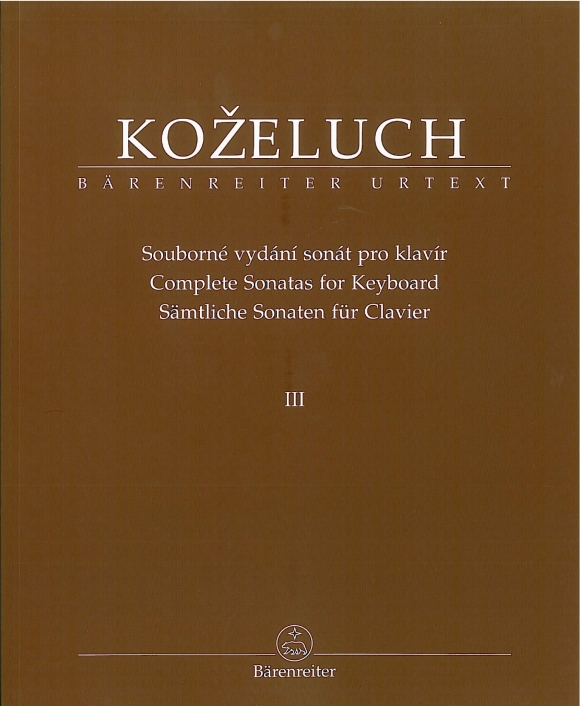 KOŽELUCH
BÄRENREITER URTEXT
Souborné vydání sonát pro klavír
Complete Sonatas for Keyboard
Sämtliche Sonaten für Clavier
III
Bärenreiter